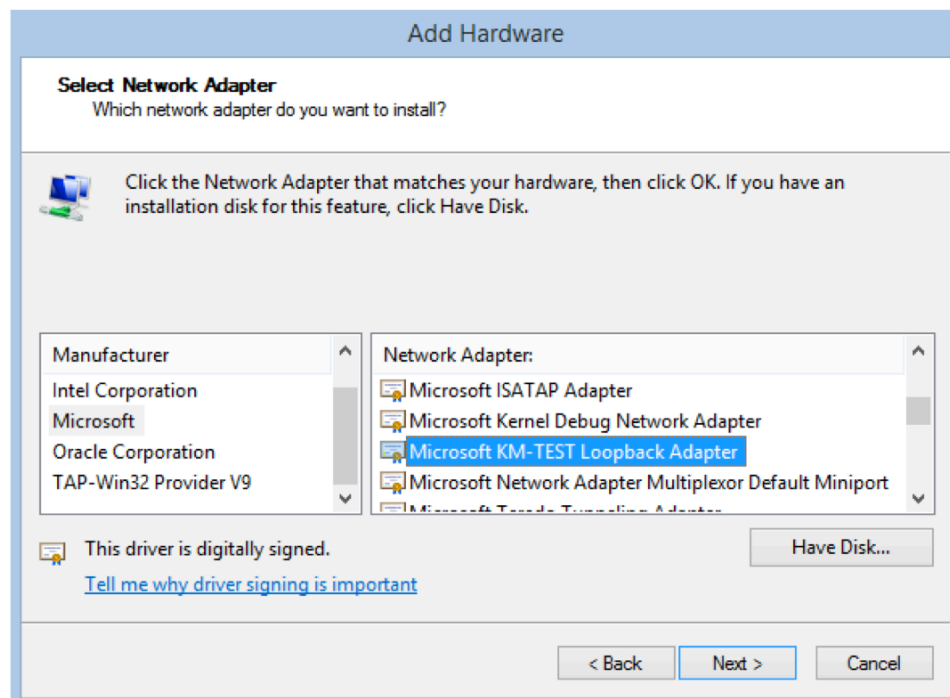 Add Hardware
Select Network Adapter
Which network adapter do you want to install?
Click the Network Adapter that matches your hardware, then click OK. If you have an
installation disk for this feature, click Have Disk.
Manufacturer
Intel Corporation
Microsoft
Oracle Corporation
TAP-Win32 Provider V9
Network Adapter:
Microsoft ISATAP Adapter
Microsoft Kernel Debug Network Adapter
Microsoft KM-TEST Loopback Adapter
Microsoft Network Adapter Multiplexor Default Miniport
Microsoft Teredo Tunneling Adapter
This driver is digitally signed.
Have Disk...
Tell me why driver signing is important
< Back
Next >
Cancel